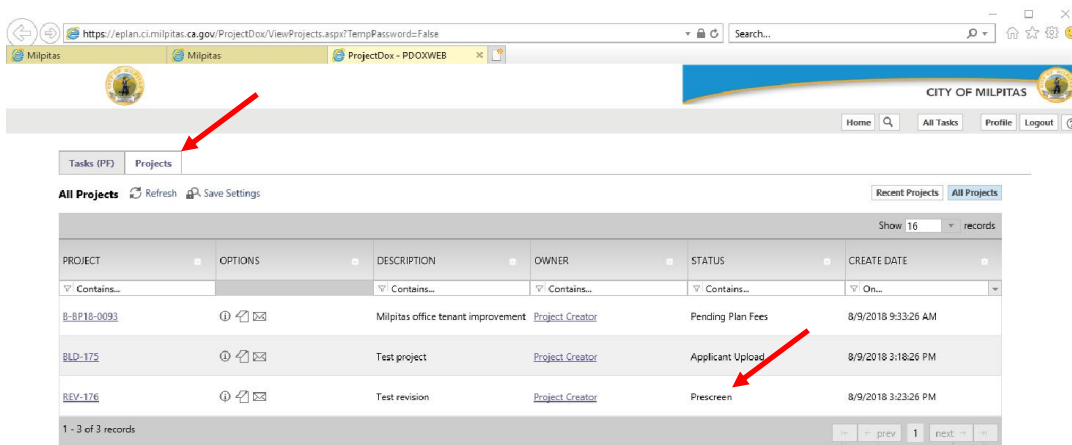 https://eplan.ci.milpitas.ca.gov/ProjectDox/ViewProjects.aspx?TempPassword=False Search...
Milpitas Milpitas ProjectDox - PDOXWEB
CITY OF MILPITAS
Home All Tasks Profile Logout
Tasks (PF) Projects
All Projects Refresh Save Settings Recent Projects All Projects
Show 16 records
PROJECT OPTIONS DESCRIPTION OWNER STATUS CREATE DATE
Contains... Contains... Contains... Contains... On...
B-BP18-0093 Milpitas office tenant improvement Project Creator Pending Plan Fees 8/9/2018 9:33:26 AM
BLD-175 Test project Project Creator Applicant Upload 8/9/2018 3:18:26 PM
REV-176 Test revision Project Creator Prescreen 8/9/2018 3:23:26 PM
1 - 3 of 3 records prev 1 next